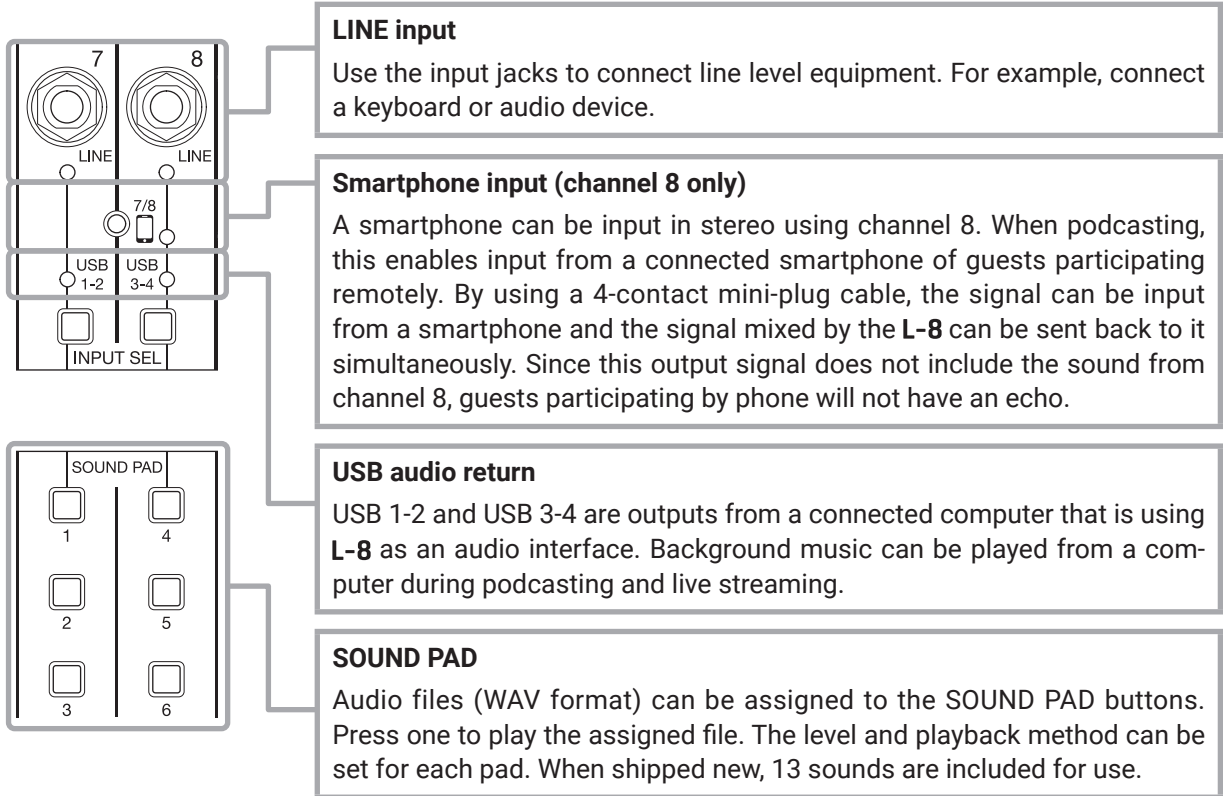 7 8
LINE LINE
7/8
USB USB
1-2 3-4
INPUT SEL
SOUND PAD
1 4
2 5
3 6
LINE input
Use the input jacks to connect line level equipment. For example, connect
a keyboard or audio device.
Smartphone input (channel 8 only)
A smartphone can be input in stereo using channel 8. When podcasting,
this enables input from a connected smartphone of guests participating
remotely. By using a 4-contact mini-plug cable, the signal can be input
from a smartphone and the signal mixed by the L-8 can be sent back to it
simultaneously. Since this output signal does not include the sound from
channel 8, guests participating by phone will not have an echo.
USB audio return
USB 1-2 and USB 3-4 are outputs from a connected computer that is using
L-8 as an audio interface. Background music can be played from a com-
puter during podcasting and live streaming.
SOUND PAD
Audio files (WAV format) can be assigned to the SOUND PAD buttons.
Press one to play the assigned file. The level and playback method can be
set for each pad. When shipped new, 13 sounds are included for use.